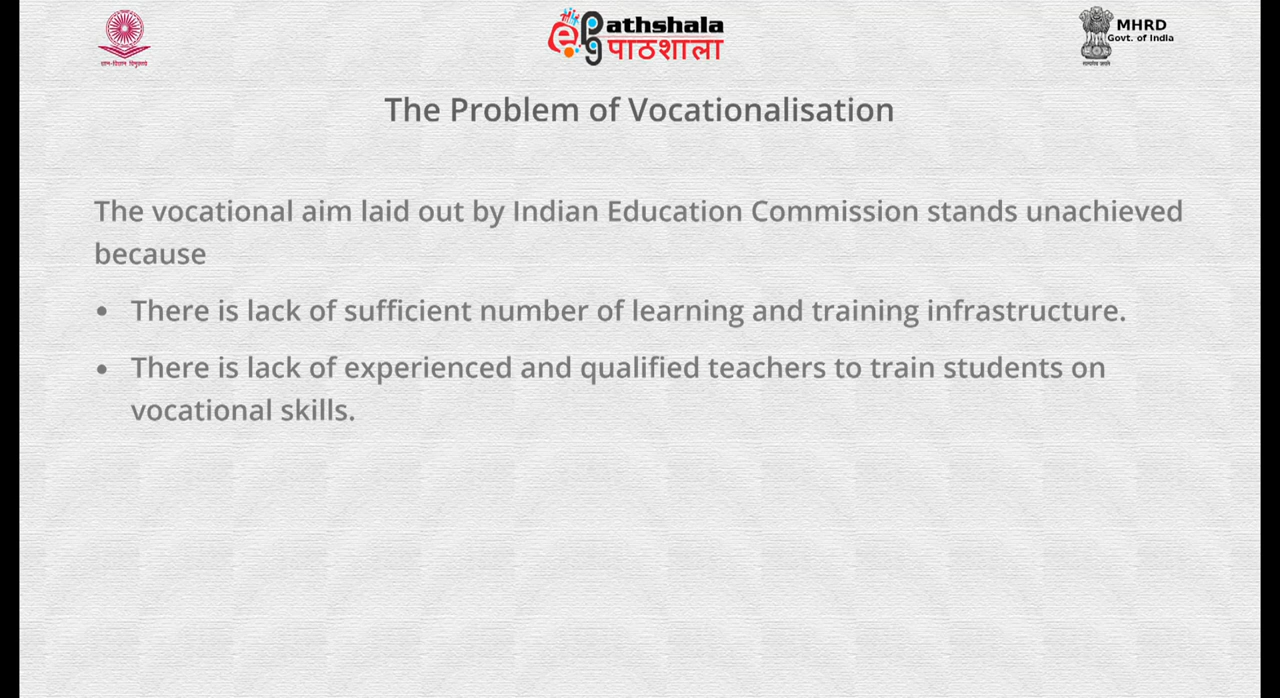 Pathshala
पाठशाला
MHRD
Govt. of India
The Problem of Vocationalisation
The vocational aim laid out by Indian Education Commission stands unachieved
because
• There is lack of sufficient number of learning and training infrastructure.
• There is lack of experienced and qualified teachers to train students on
vocational skills.